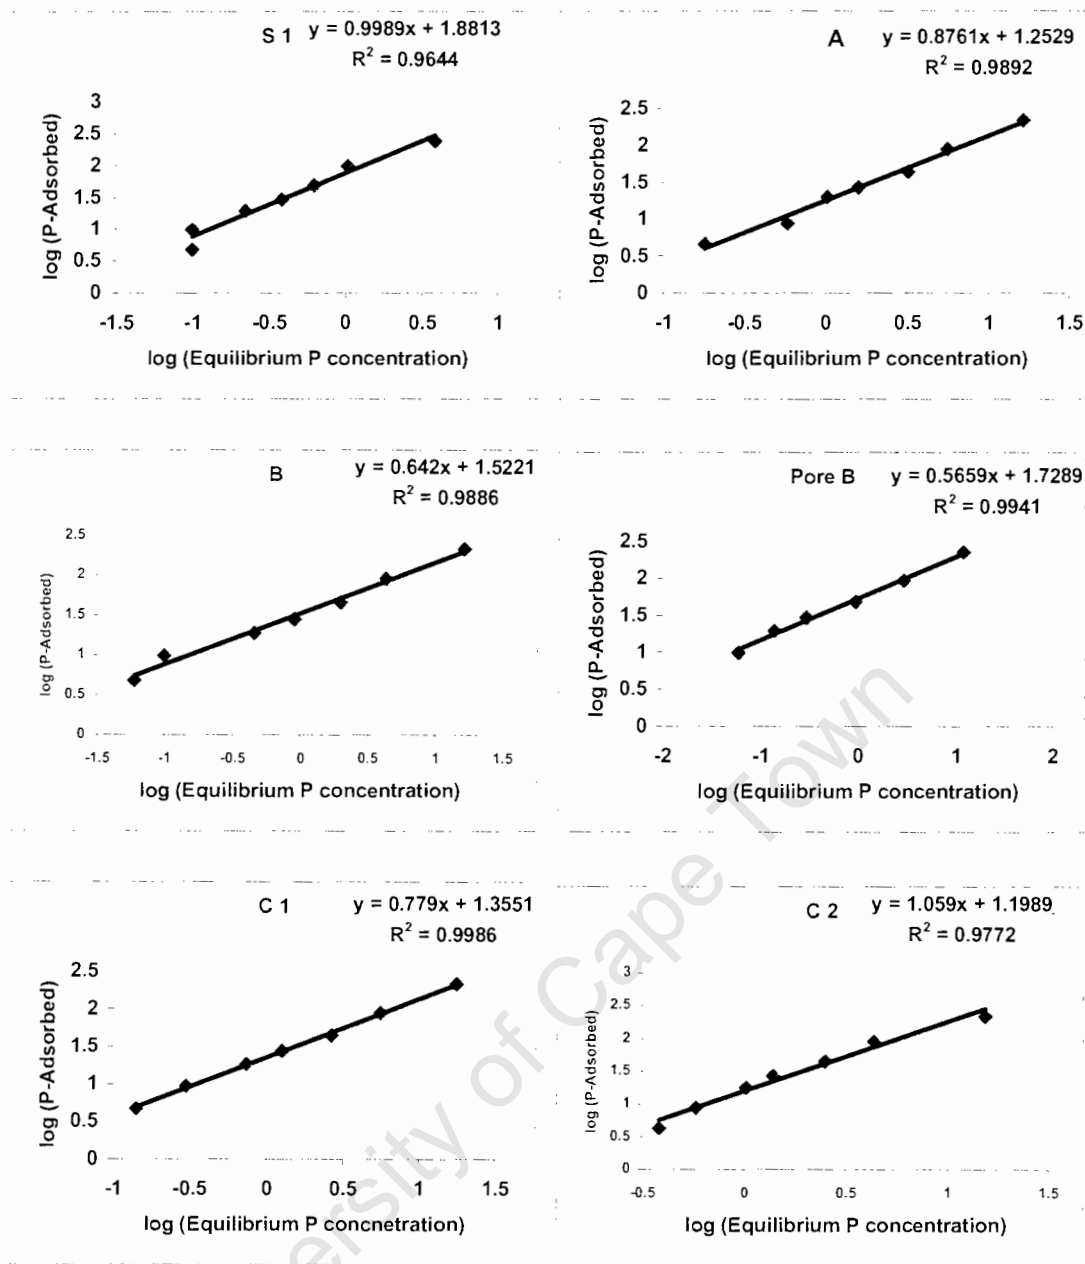 S 1 y = 0.9989x + 1.8813
R² = 0.9644
3
2.5
2
1.5
1
0.5
0
-1.5 -1 -0.5 0 0.5 1
log (P-Adsorbed)
log (Equilibrium P concentration)
A y = 0.8761x + 1.2529
R² = 0.9892
2.5
2
1.5
1
0.5
0
-1 -0.5 0 0.5 1 1.5
log (P-Adsorbed)
log (Equilibrium P concentration)
B y = 0.642x + 1.5221
R² = 0.9886
2.5
2
1.5
1
0.5
0
-1.5 -1 -0.5 0 0.5 1 1.5
log (P-Adsorbed)
log (Equilibrium P concentration)
Pore B y = 0.5659x + 1.7289
R² = 0.9941
2.5
2
1.5
1
0.5
0
-2 -1 0 1 2
log (P-Adsorbed)
log (Equilibrium P concentration)
C 1 y = 0.779x + 1.3551
R² = 0.9986
2.5
2
1.5
1
0.5
0
-1 -0.5 0 0.5 1 1.5
log (P-Adsorbed)
log (Equilibrium P concnetration)
C 2 y = 1.059x + 1.1989
R² = 0.9772
3
2.5
2
1.5
1
0.5
0
-0.5 0 0.5 1 1.5
log (P-Adsorbed)
log (Equilibrium P concentration)
ersity of Cape Town